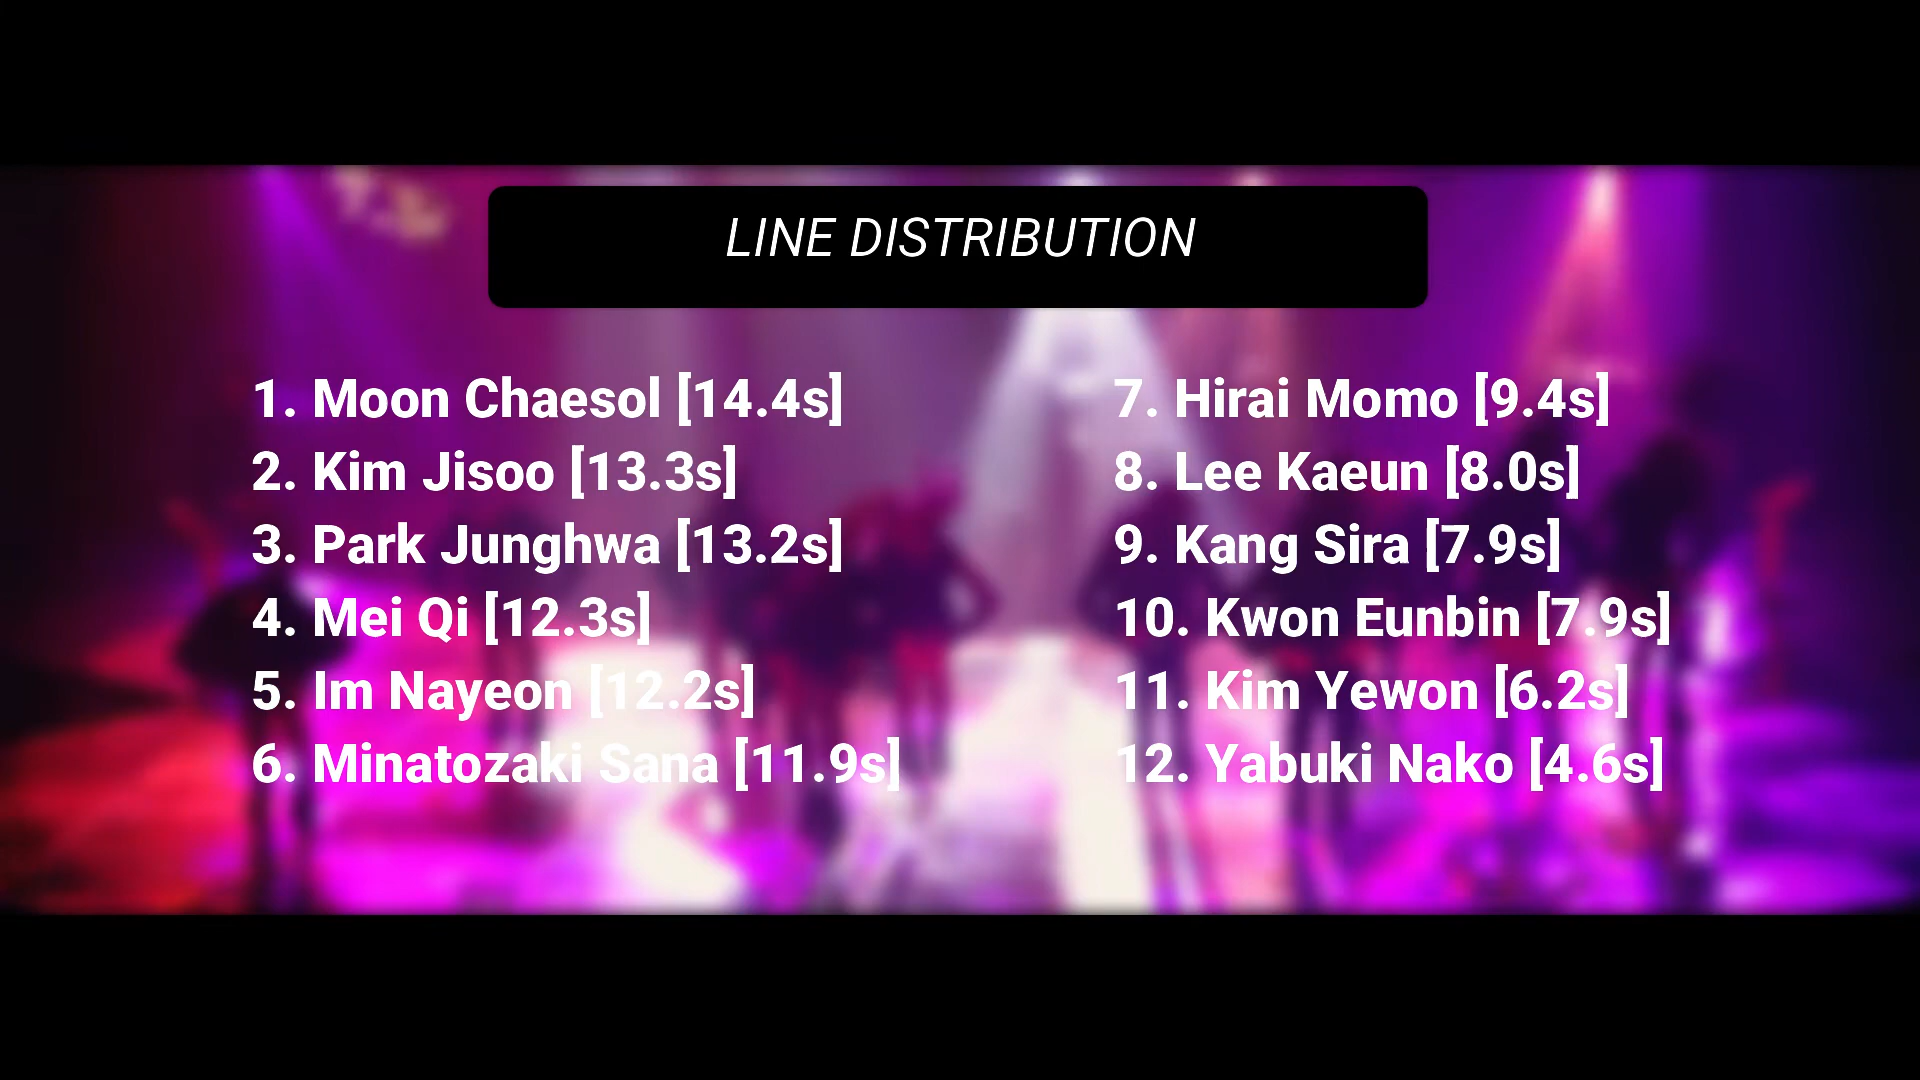 LINE DISTRIBUTION
1. Moon Chaesol [14.4s]
2. Kim Jisoo [13.3s]
3. Park Junghwa [13.2s]
4. Mei Qi [12.3s]
5. Im Nayeon [12.2s]
6. Minatozaki Sana [11.9s]
7. Hirai Momo [9.4s]
8. Lee Kaeun [8.0s]
9. Kang Sira [7.9s]
10. Kwon Eunbin [7.9s]
11. Kim Yewon [6.2s]
12. Yabuki Nako [4.6s]